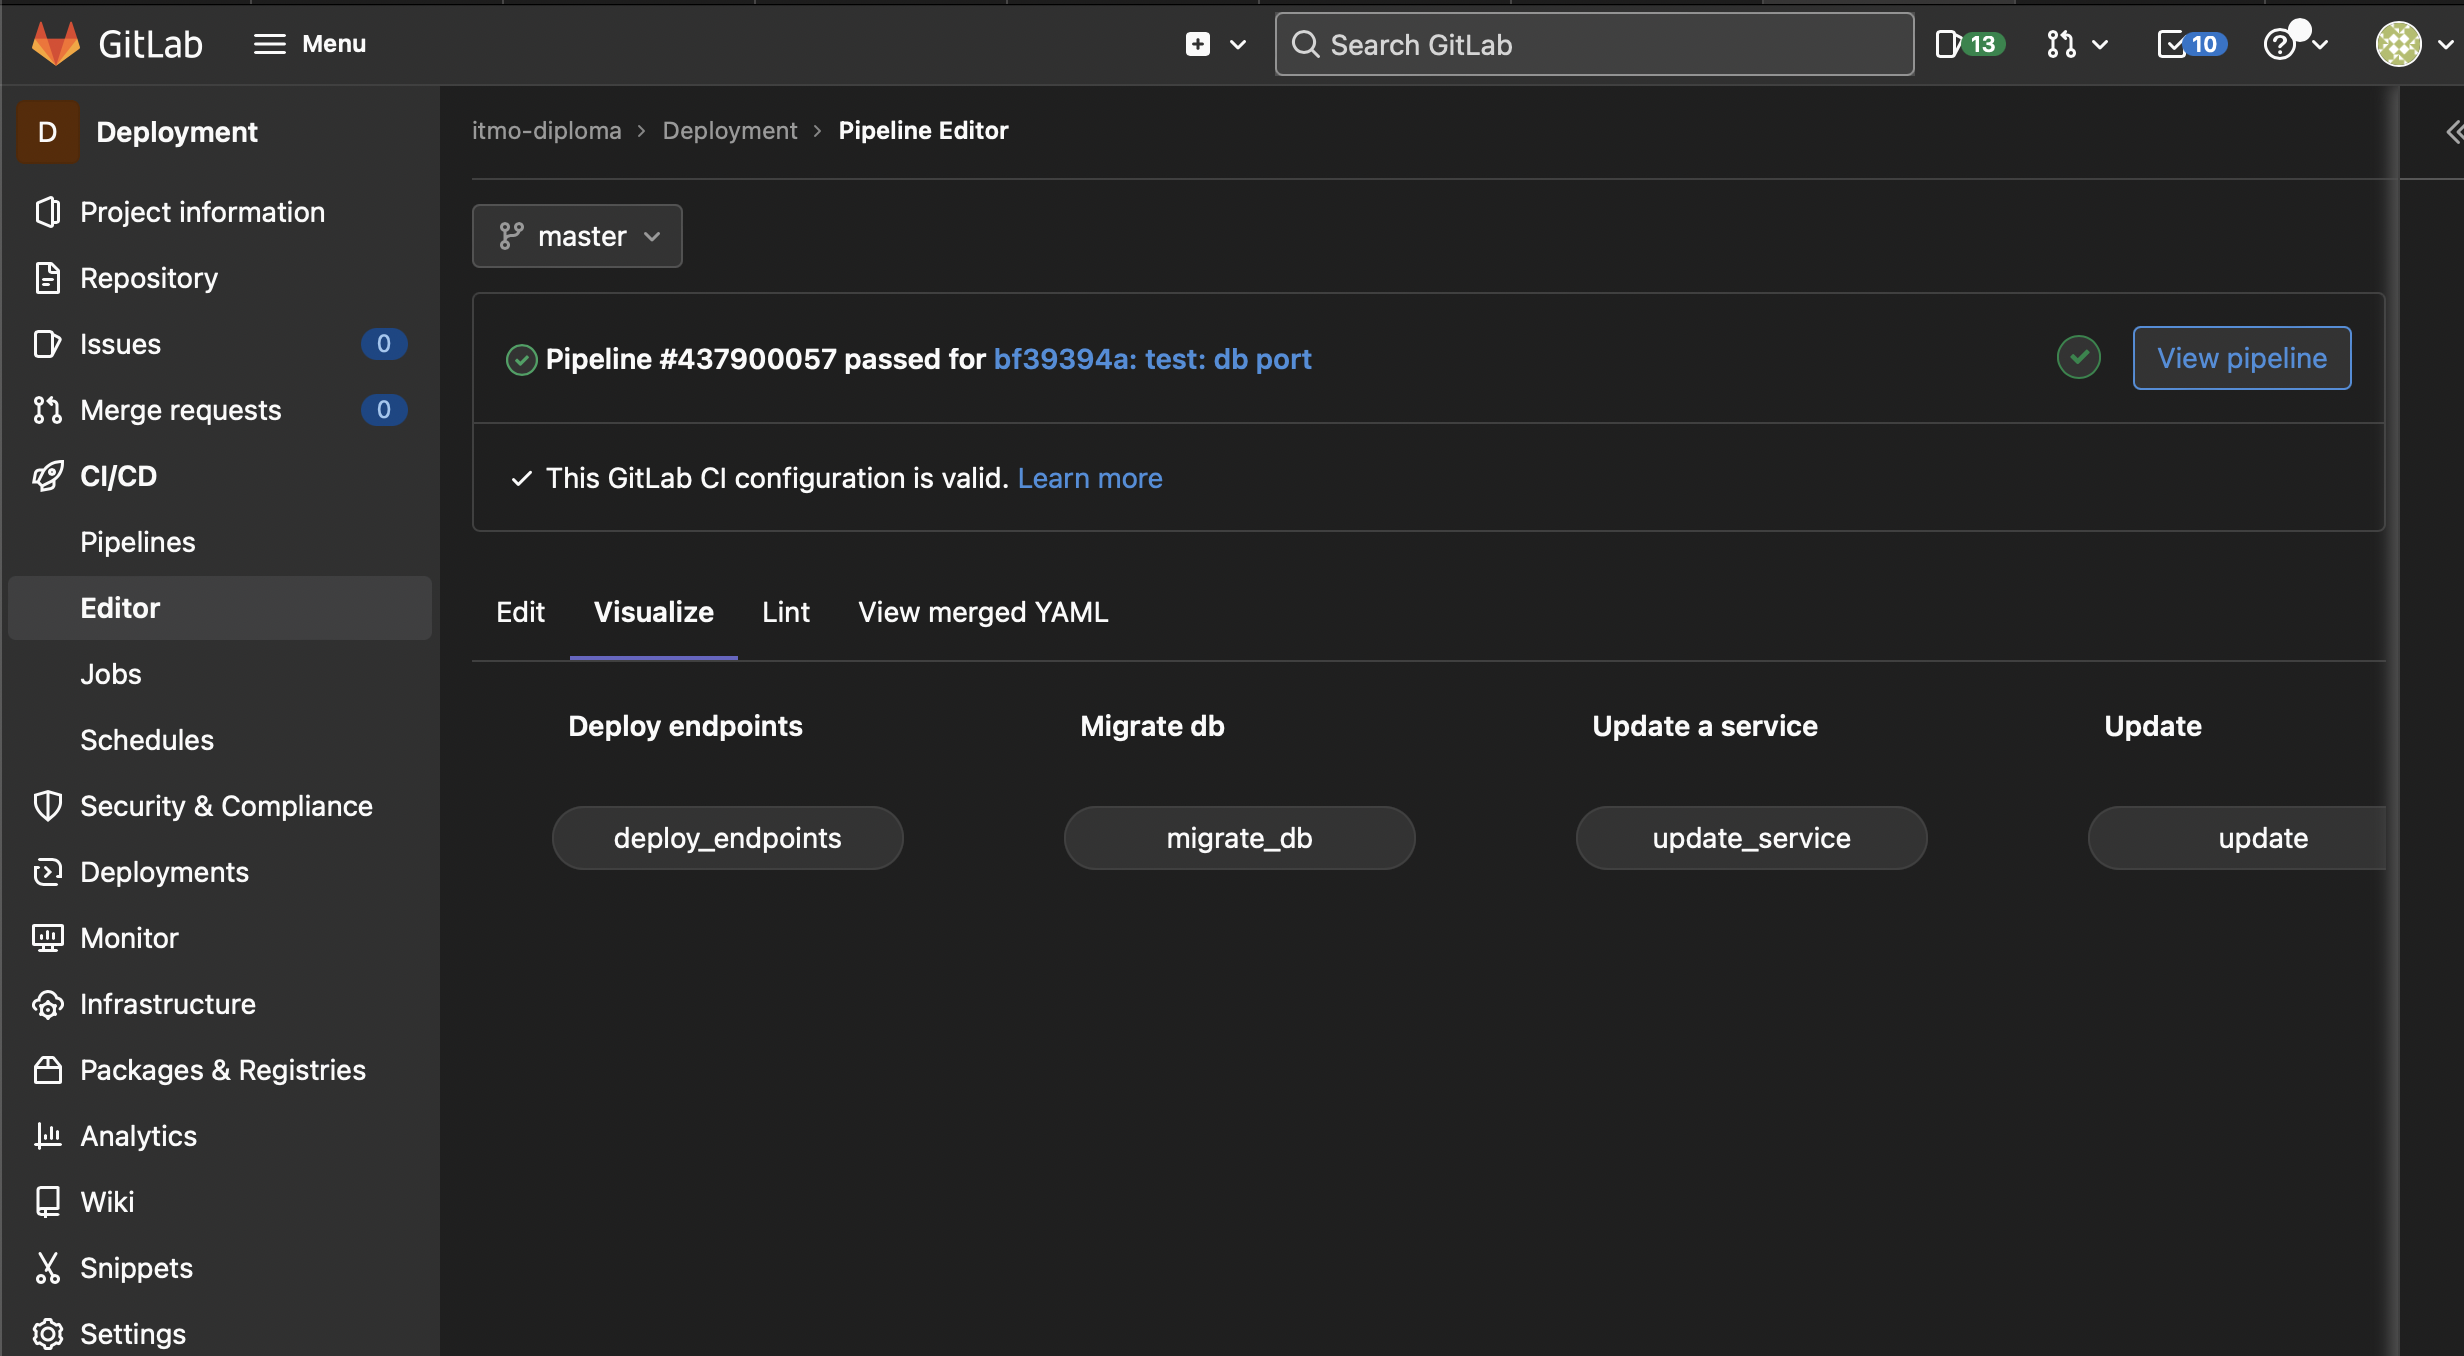 GitLab
Menu
Search GitLab
13
10
D
Deployment
Project information
Repository
Issues
0
Merge requests
0
CI/CD
Pipelines
Editor
Jobs
Schedules
Security & Compliance
Deployments
Monitor
Infrastructure
Packages & Registries
Analytics
Wiki
Snippets
Settings
itmo-diploma > Deployment > Pipeline Editor
master
Pipeline #437900057 passed for bf39394a: test: db port
View pipeline
This GitLab CI configuration is valid. Learn more
Edit
Visualize
Lint
View merged YAML
Deploy endpoints
Migrate db
Update a service
Update
deploy_endpoints
migrate_db
update_service
update